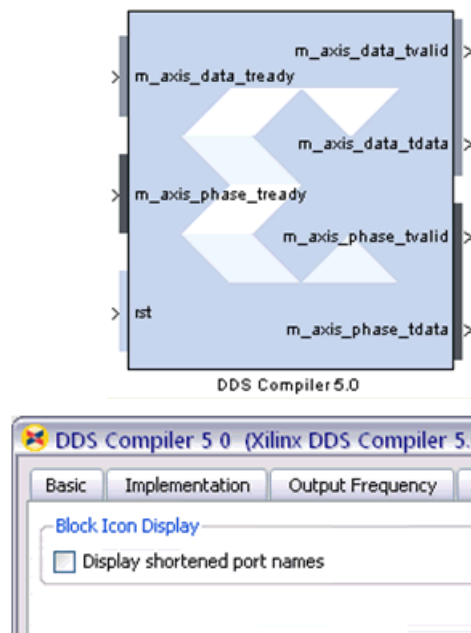 m_axis_data_tvalid
m_axis_data_tready
m_axis_data_tdata
m_axis_phase_tready
m_axis_phase_tvalid
rst
m_axis_phase_tdata
DDS Compiler 5.0
DDS Compiler 5 0 (Xilinx DDS Compiler 5.
Basic Implementation Output Frequency
Block Icon Display
Display shortened port names